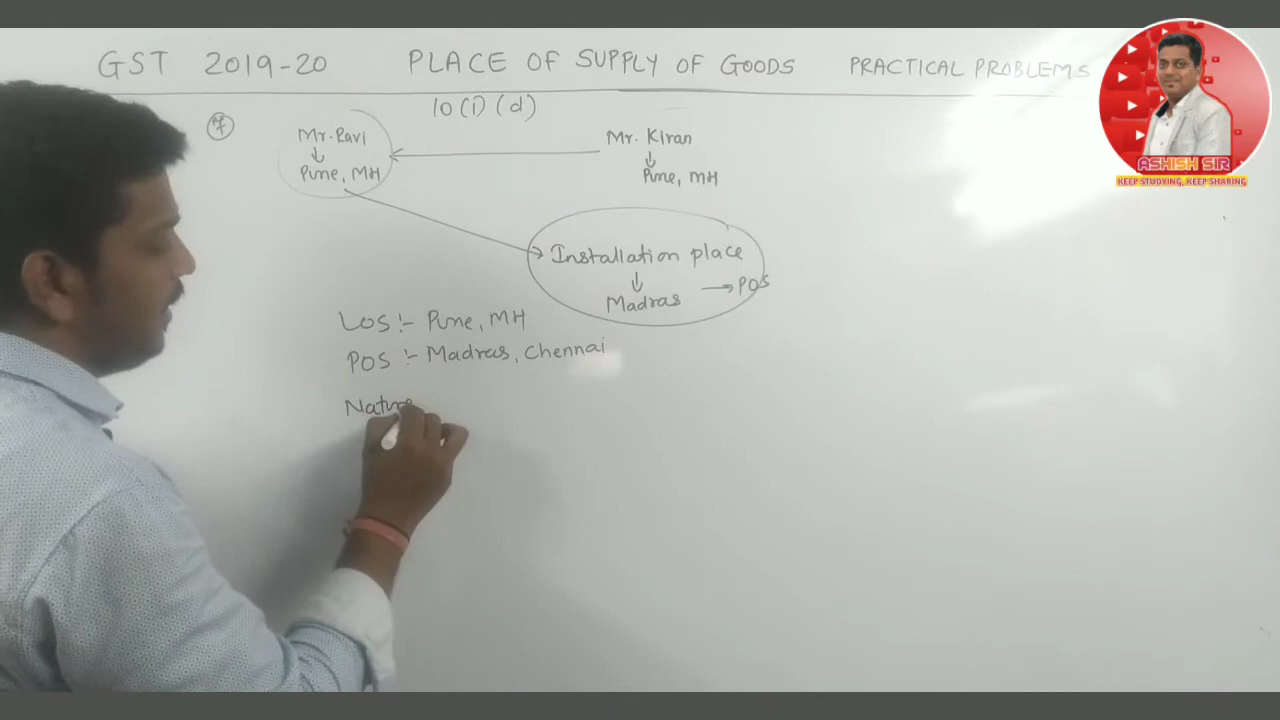 GST 2019-20 PLACE OF SUPPLY OF GOODS PRACTICAL PROBLEMS
10(1)(d)
7
Mr. Ravi
Pune, MH
Mr. Kiran
Pune, MH
Installation place
Madras → POS
LOS :- Pune, MH
POS :- Madras, Chennai
Nature
ASHISH SIR
KEEP STUDYING, KEEP SHARING